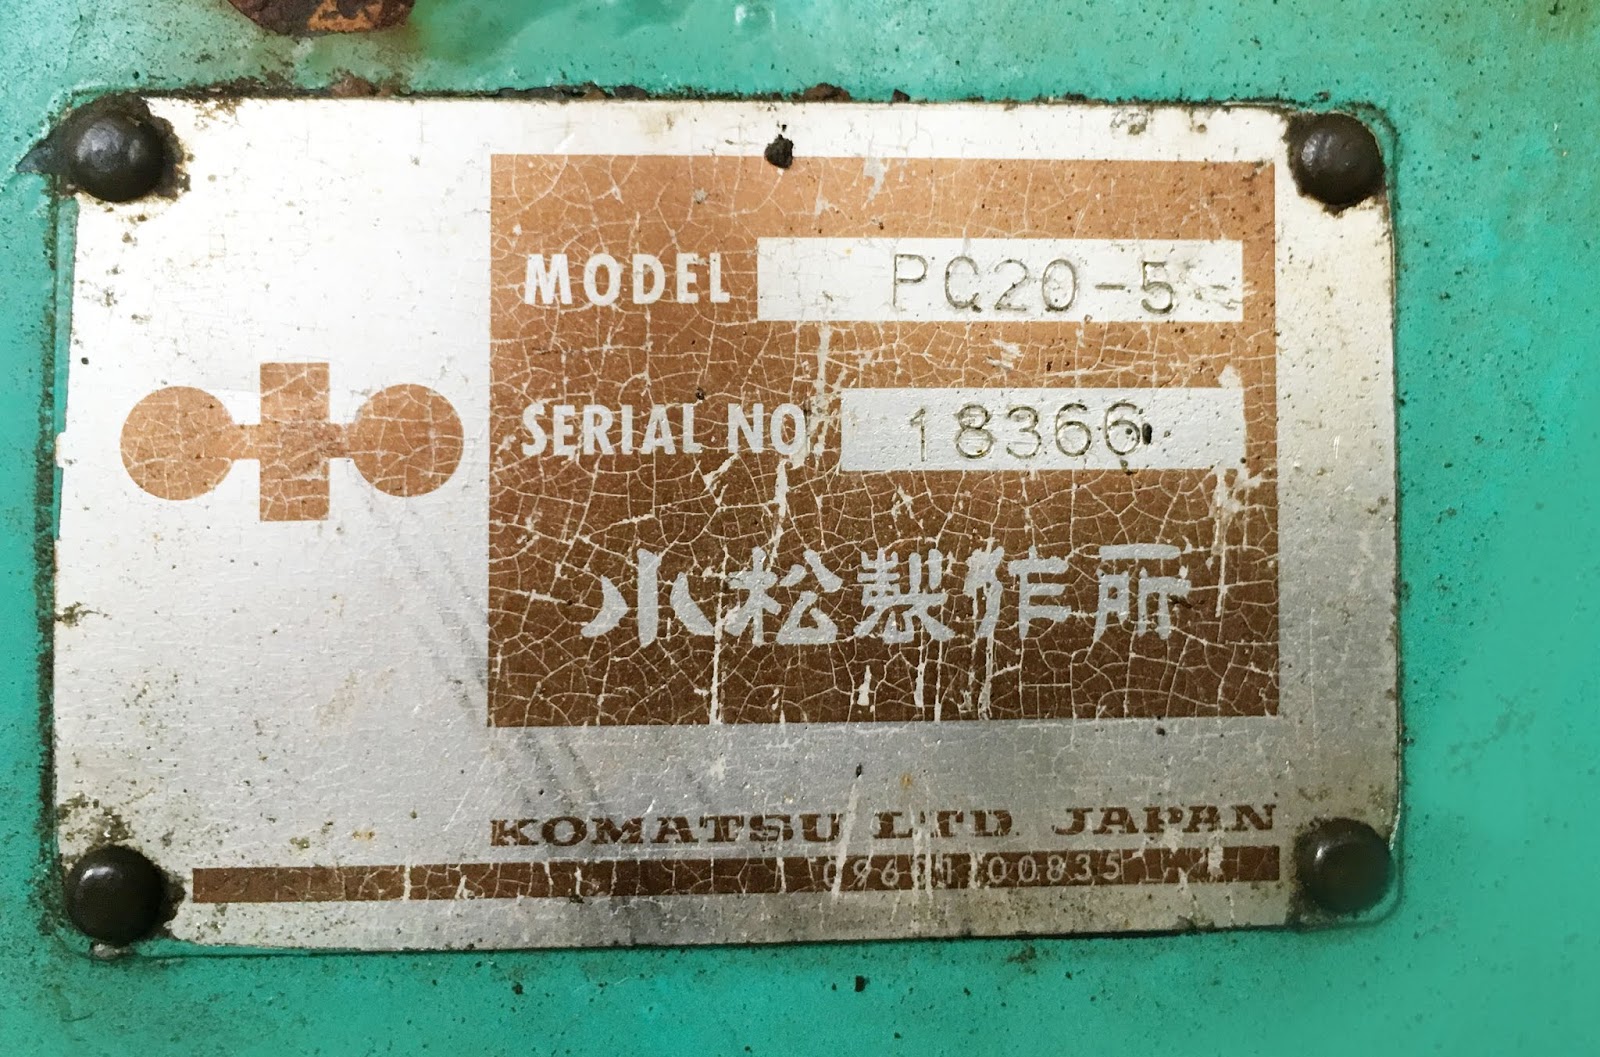 MODEL PC20-5-
SERIAL NO. 18366
小松製作所
KOMATSU LTD. JAPAN